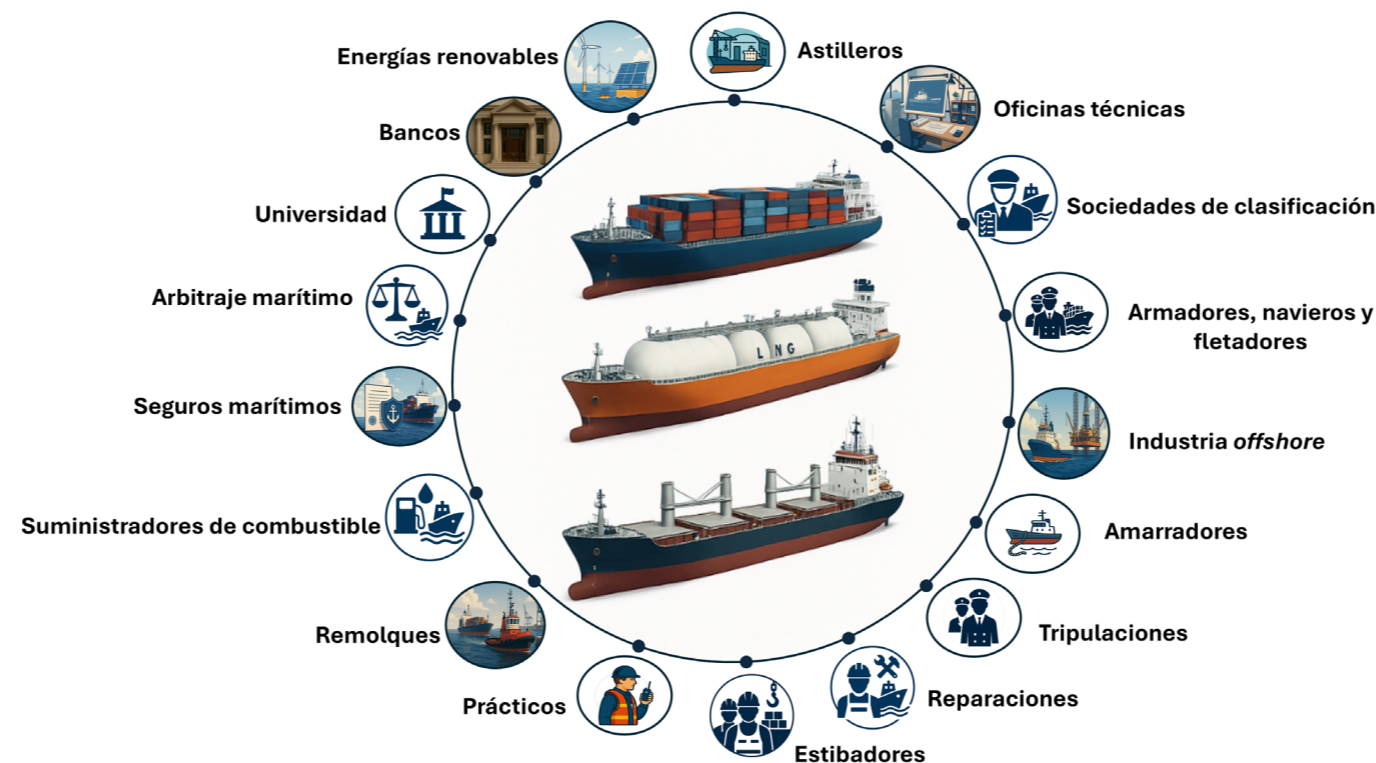 Energías renovables
Astilleros
Oficinas técnicas
Bancos
Sociedades de clasificación
Universidad
Arbitraje marítimo
Armadores, navieros y
fletadores
LNG
Seguros marítimos
Industria offshore
Suministradores de combustible
Amarradores
Remolques
Tripulaciones
Prácticos
Reparaciones
Estibadores